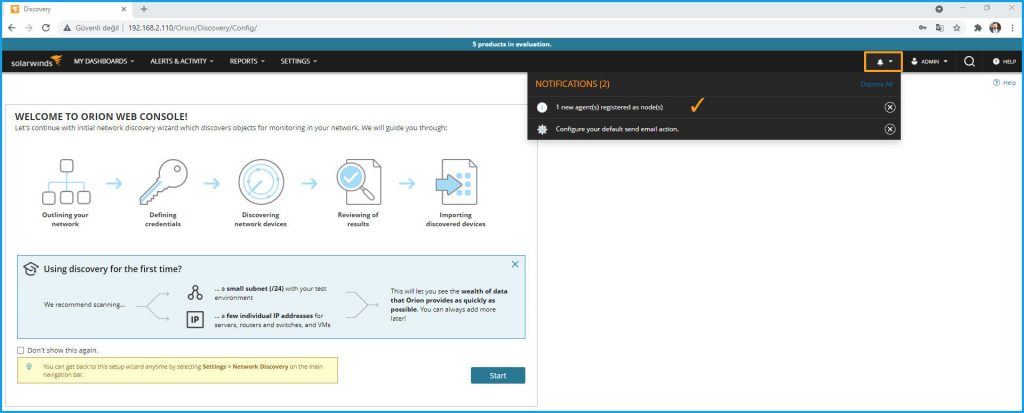 Discovery
Güvenli değil
192.168.2.110/Orion/Discovery/Config/
5 products in evaluation.
solarwinds
MY DASHBOARDS
ALERTS & ACTIVITY
REPORTS
SETTINGS
ADMIN
HELP
Help
NOTIFICATIONS (2)
Dismiss All
1 new agent(s) registered as node(s)
Configure your default send email action.
WELCOME TO ORION WEB CONSOLE!
Let's continue with initial network discovery wizard which discovers objects for monitoring in your network. We will guide you through:
Outlining your
network
Defining
credentials
Discovering
network devices
Reviewing of
results
Importing
discovered devices
Using discovery for the first time?
We recommend scanning...
... a small subnet (/24) with your test
environment
IP
... a few individual IP addresses for
servers, routers and switches, and VMs
This will let you see the wealth of data
that Orion provides as quickly as
possible. You can always add more
later!
Don't show this again.
You can get back to this setup wizard anytime by selecting Settings > Network Discovery on the main
navigation bar.
Start